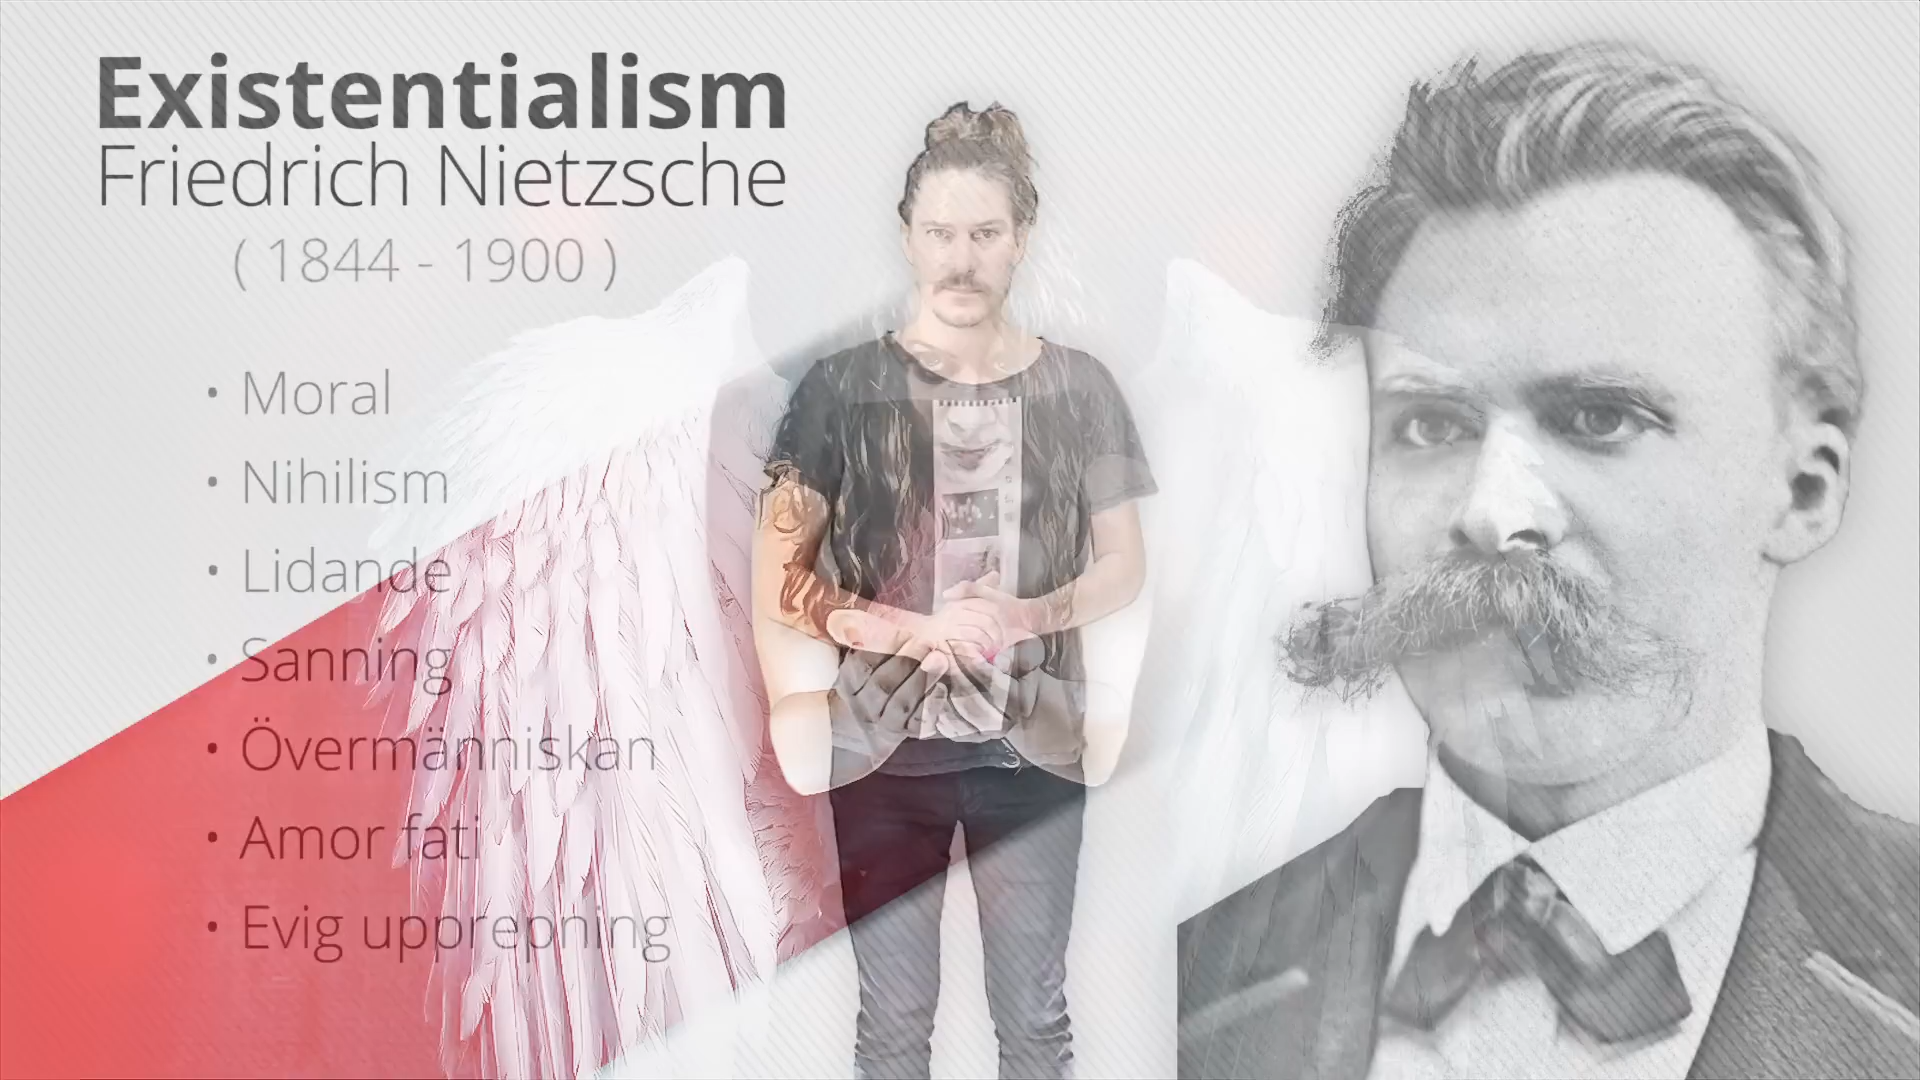 Existentialism
Friedrich Nietzsche
( 1844 - 1900 )
• Moral
• Nihilism
• Lidande
• Sanning
• Övermänniskan
• Amor fati
• Evig upprepning